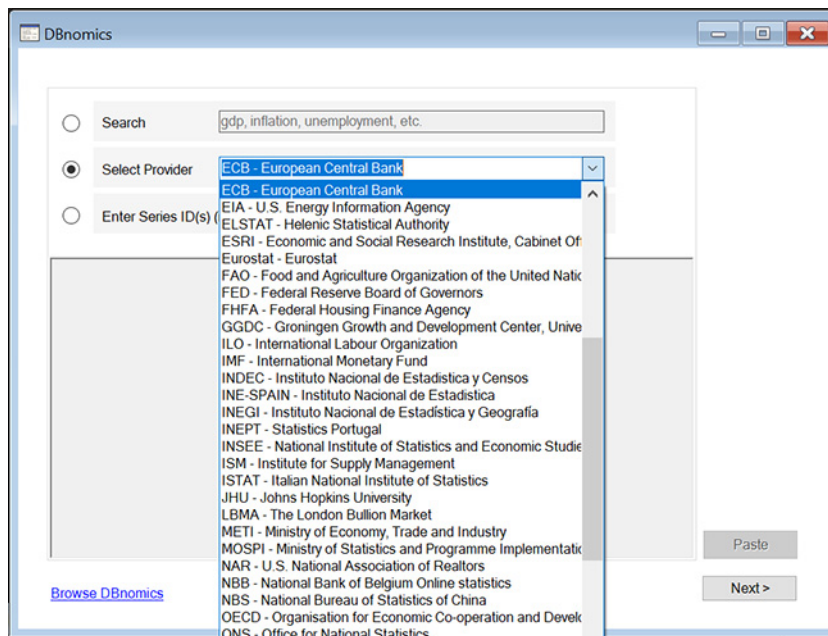 DBnomics
Search
gdp, inflation, unemployment, etc.
Select Provider
ECB - European Central Bank
ECB - European Central Bank
EIA - U.S. Energy Information Agency
Enter Series ID(s) (
ELSTAT - Helenic Statistical Authority
ESRI - Economic and Social Research Institute, Cabinet Of
Eurostat - Eurostat
FAO - Food and Agriculture Organization of the United Natic
FED - Federal Reserve Board of Governors
FHFA - Federal Housing Finance Agency
GGDC - Groningen Growth and Development Center, Unive
ILO - International Labour Organization
IMF - International Monetary Fund
INDEC - Instituto Nacional de Estadistica y Censos
INE-SPAIN - Instituto Nacional de Estadistica
INEGI - Instituto Nacional de Estadística y Geografía
INEPT - Statistics Portugal
INSEE - National Institute of Statistics and Economic Studie
ISM - Institute for Supply Management
ISTAT - Italian National Institute of Statistics
JHU - Johns Hopkins University
LBMA - The London Bullion Market
METI - Ministry of Economy, Trade and Industry
MOSPI - Ministry of Statistics and Programme Implementatic
NAR - U.S. National Association of Realtors
NBB - National Bank of Belgium Online statistics
NBS - National Bureau of Statistics of China
OECD - Organisation for Economic Co-operation and Develc
ONS - Office for National Statistics
Paste
Browse DBnomics
Next >